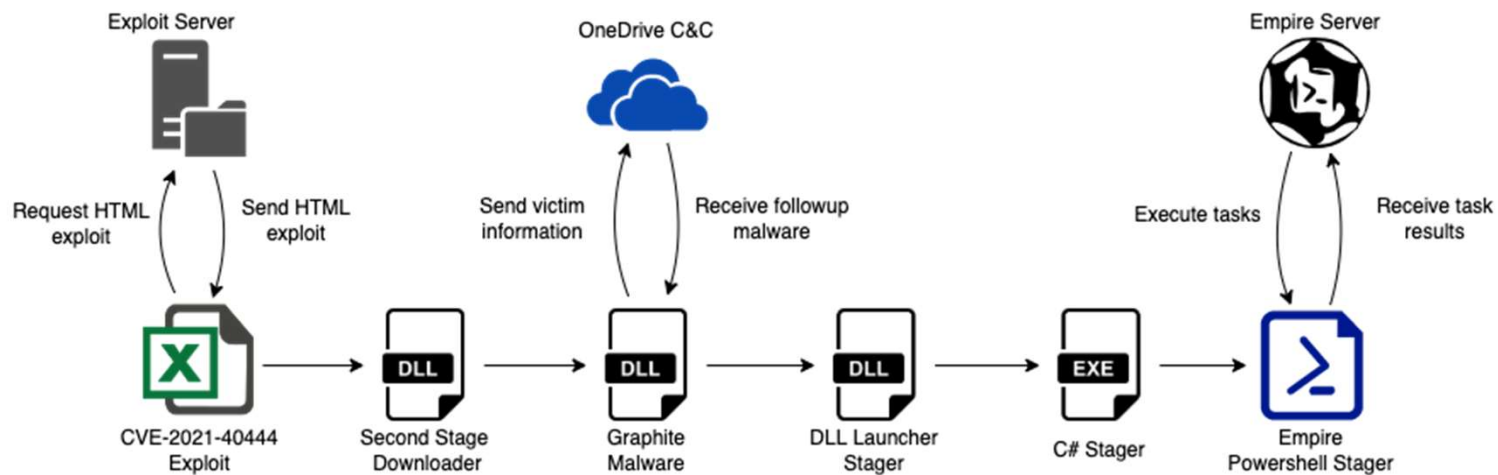 Exploit Server
OneDrive C&C
Empire Server
Request HTML
exploit
Send HTML
exploit
Send victim
information
Receive followup
malware
Execute tasks
Receive task
results
X
DLL
DLL
DLL
EXE
CVE-2021-40444
Exploit
Second Stage
Downloader
Graphite
Malware
DLL Launcher
Stager
C# Stager
Empire
Powershell Stager